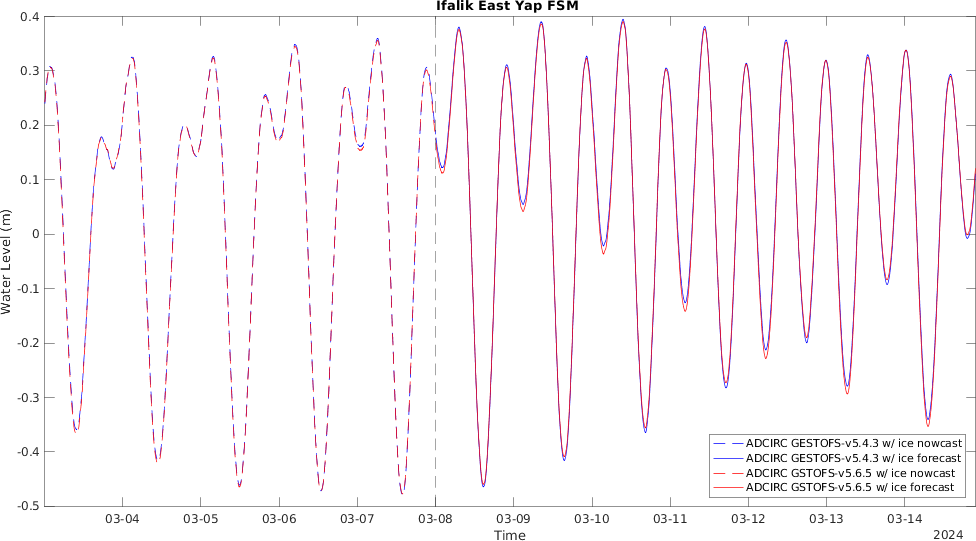 Ifalik East Yap FSM
0.4
0.3
0.2
0.1
0
-0.1
-0.2
-0.3
-0.4
-0.5
Water Level (m)
ADCIRC GESTOFS-v5.4.3 w/ ice nowcast
ADCIRC GESTOFS-v5.4.3 w/ ice forecast
ADCIRC GSTOFS-v5.6.5 w/ ice nowcast
ADCIRC GSTOFS-v5.6.5 w/ ice forecast
03-04 03-05 03-06 03-07 03-08 03-09 03-10 03-11 03-12 03-13 03-14
Time
2024